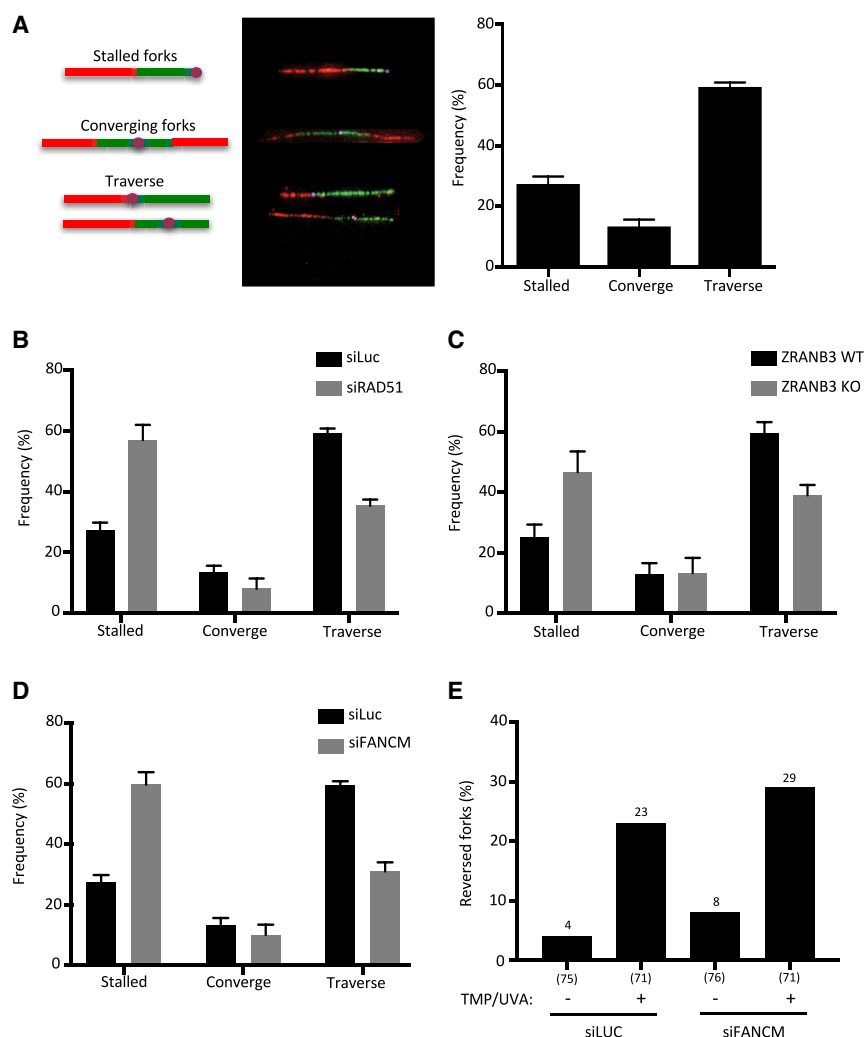 A
Stalled forks
Converging forks
Traverse
Frequency (%)
80
60
40
20
0
Stalled
Converge
Traverse
B
siLuc
siRAD51
Frequency (%)
80
60
40
20
0
Stalled
Converge
Traverse
C
ZRANB3 WT
ZRANB3 KO
Frequency (%)
80
60
40
20
0
Stalled
Converge
Traverse
D
siLuc
siFANCM
Frequency (%)
80
60
40
20
0
Stalled
Converge
Traverse
E
Reversed forks (%)
40
30
20
10
0
4
23
8
29
(75) (71) (76) (71)
TMP/UVA: - + - +
siLUC siFANCM